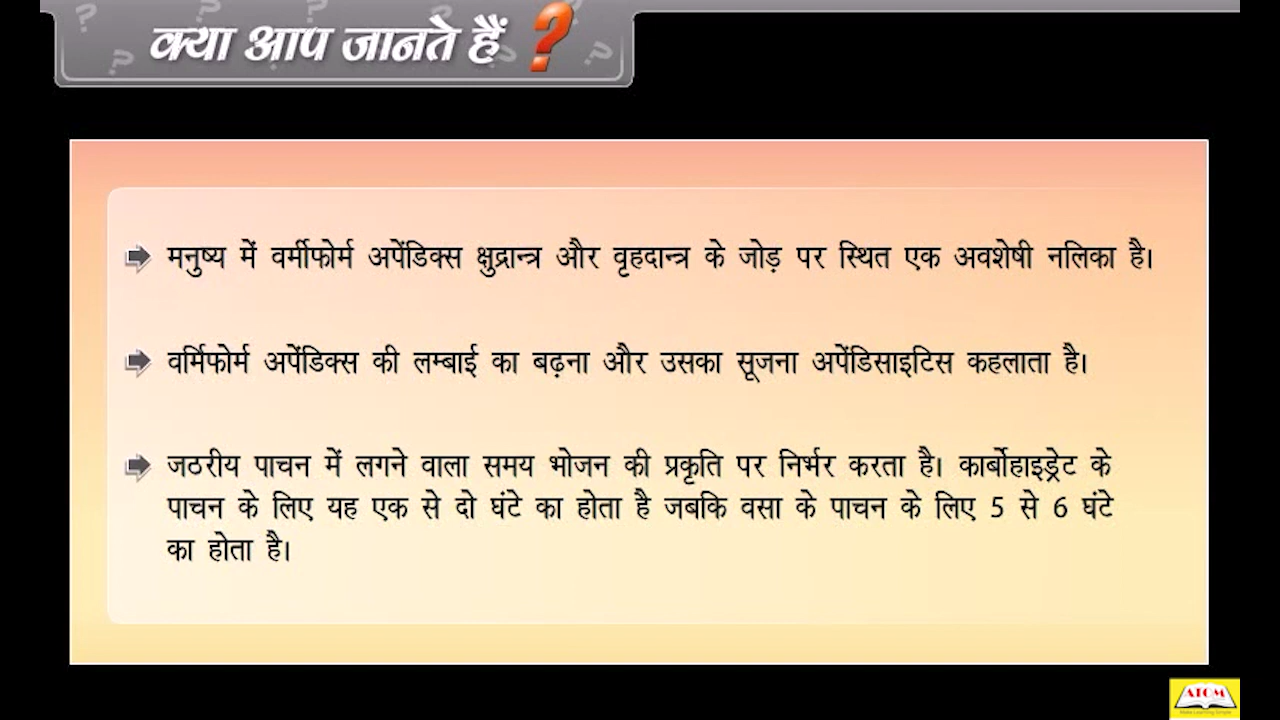 क्या आप जानते हैं ?
मनुष्य में वर्मीफोर्म अपेंडिक्स क्षुद्रान्त्र और वृहदान्त्र के जोड़ पर स्थित एक अवशेषी नलिका है।
वर्मिफोर्म अपेंडिक्स की लम्बाई का बढ़ना और उसका सूजना अपेंडिसाइटिस कहलाता है।
जठरीय पाचन में लगने वाला समय भोजन की प्रकृति पर निर्भर करता है। कार्बोहाइड्रेट के
पाचन के लिए यह एक से दो घंटे का होता है जबकि वसा के पाचन के लिए 5 से 6 घंटे
का होता है।
ATOM